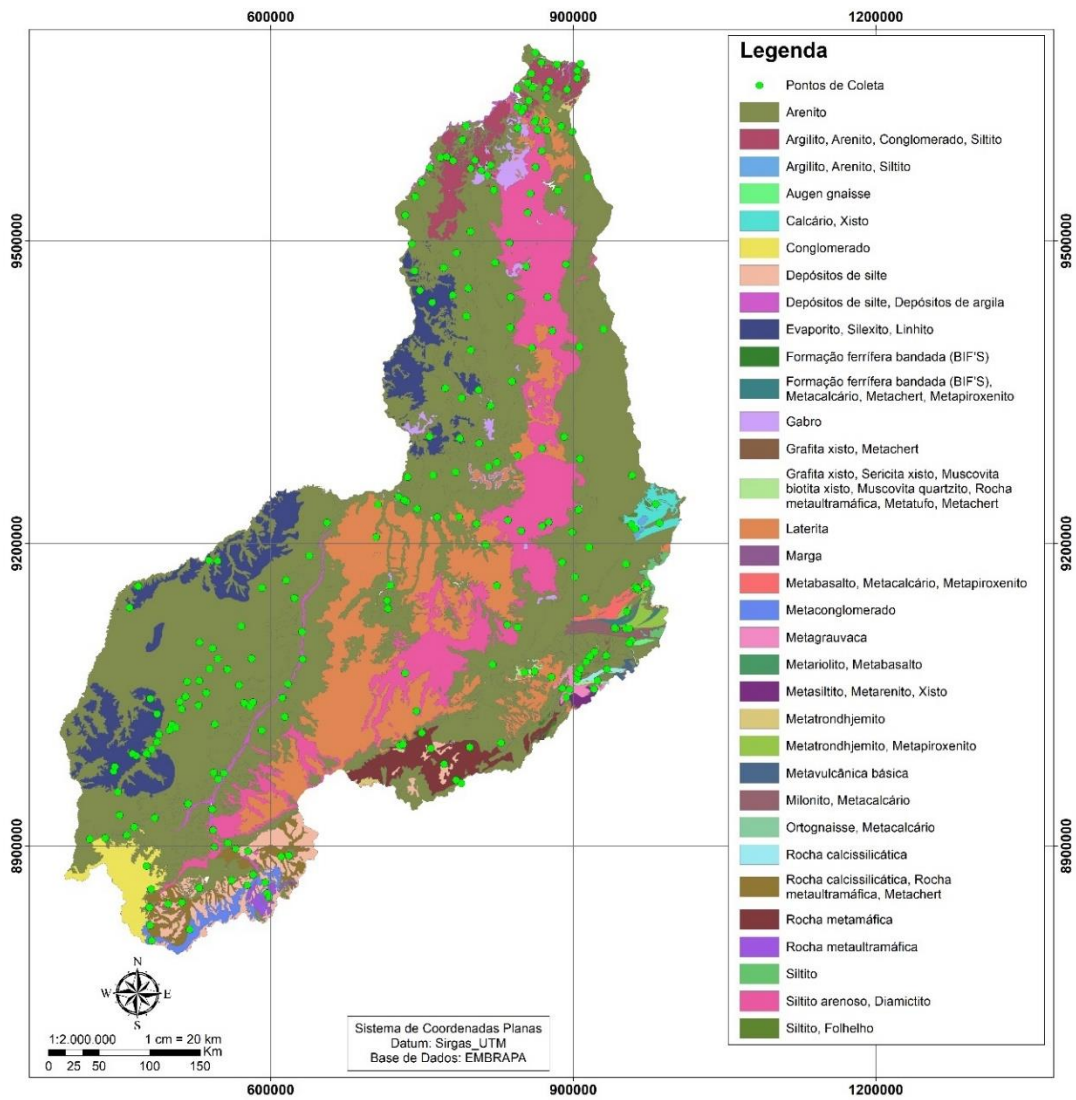 600000
900000
1200000
9500000
9200000
8900000
9500000
9200000
8900000
Legenda
Pontos de Coleta
Arenito
Argilito, Arenito, Conglomerado, Siltito
Argilito, Arenito, Siltito
Augen gnaisse
Calcário, Xisto
Conglomerado
Depósitos de silte
Depósitos de silte, Depósitos de argila
Evaporito, Silexito, Linhito
Formação ferrífera bandada (BIF'S)
Formação ferrífera bandada (BIF'S),
Metacalcário, Metachert, Metapiroxenito
Gabro
Grafita xisto, Metachert
Grafita xisto, Sericita xisto, Muscovita
biotita xisto, Muscovita quartzito, Rocha
metaultramáfica, Metatufo, Metachert
Laterita
Marga
Metabasalto, Metacalcário, Metapiroxenito
Metaconglomerado
Metagrauvaca
Metariolito, Metabasalto
Metasiltito, Metarenito, Xisto
Metatrondhjemito
Metatrondhjemito, Metapiroxenito
Metavulcânica básica
Milonito, Metacalcário
Ortognaisse, Metacalcário
Rocha calcissilicática
Rocha calcissilicática, Rocha
metaultramáfica, Metachert
Rocha metamáfica
Rocha metaultramáfica
Siltito
Siltito arenoso, Diamictito
Siltito, Folhelho
N
W E
S
1:2.000.000 1 cm = 20 km
Km
0 25 50 100 150
Sistema de Coordenadas Planas
Datum: Sirgas_UTM
Base de Dados: EMBRAPA
600000
900000
1200000